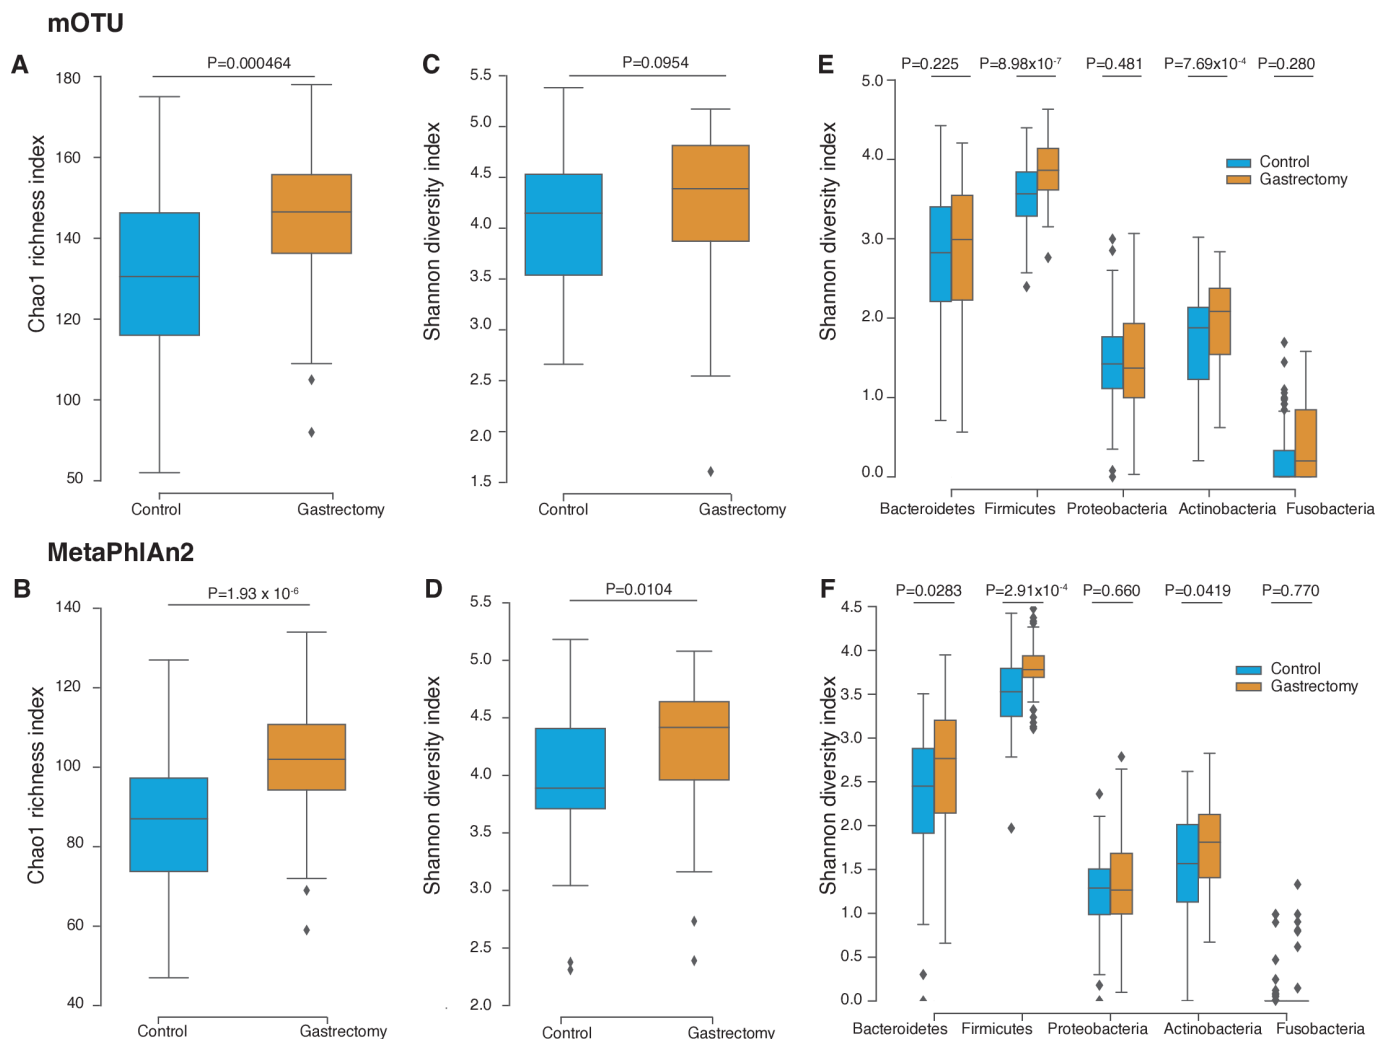 mOTU
A
P=0.000464
Chao1 richness index
180
160
140
120
100
50
Control
Gastrectomy
C
P=0.0954
Shannon diversity index
5.5
5.0
4.5
4.0
3.5
3.0
2.5
2.0
1.5
Control
Gastrectomy
E
P=0.225
P=8.98x10-7
P=0.481
P=7.69x10-4
P=0.280
Shannon diversity index
5.0
4.0
3.0
2.0
1.0
0.0
Control
Gastrectomy
Bacteroidetes
Firmicutes
Proteobacteria
Actinobacteria
Fusobacteria
MetaPhlAn2
B
P=1.93 x 10-6
Chao1 richness index
140
120
100
80
60
40
Control
Gastrectomy
D
P=0.0104
Shannon diversity index
5.5
5.0
4.5
4.0
3.5
3.0
2.5
2.0
Control
Gastrectomy
F
P=0.0283
P=2.91x10-4
P=0.660
P=0.0419
P=0.770
Shannon diversity index
4.5
4.0
3.5
3.0
2.5
2.0
1.5
1.0
0.5
0.0
Control
Gastrectomy
Bacteroidetes
Firmicutes
Proteobacteria
Actinobacteria
Fusobacteria